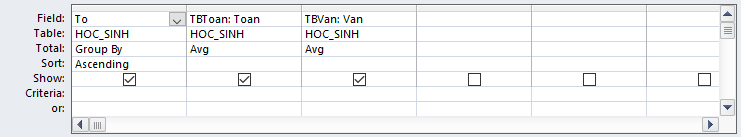 Field: To TBToan: Toan TBVan: Van
Table: HOC_SINH HOC_SINH HOC_SINH
Total: Group By Avg Avg
Sort: Ascending
Show:
Criteria:
or: